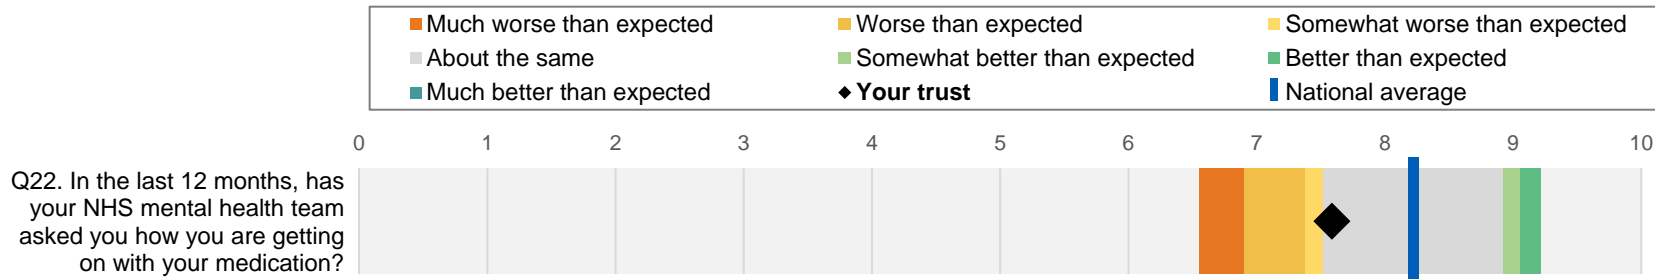 Much worse than expected
Worse than expected
Somewhat worse than expected
About the same
Somewhat better than expected
Better than expected
Much better than expected
Your trust
National average
0 1 2 3 4 5 6 7 8 9 10
Q22. In the last 12 months, has
your NHS mental health team
asked you how you are getting
on with your medication?